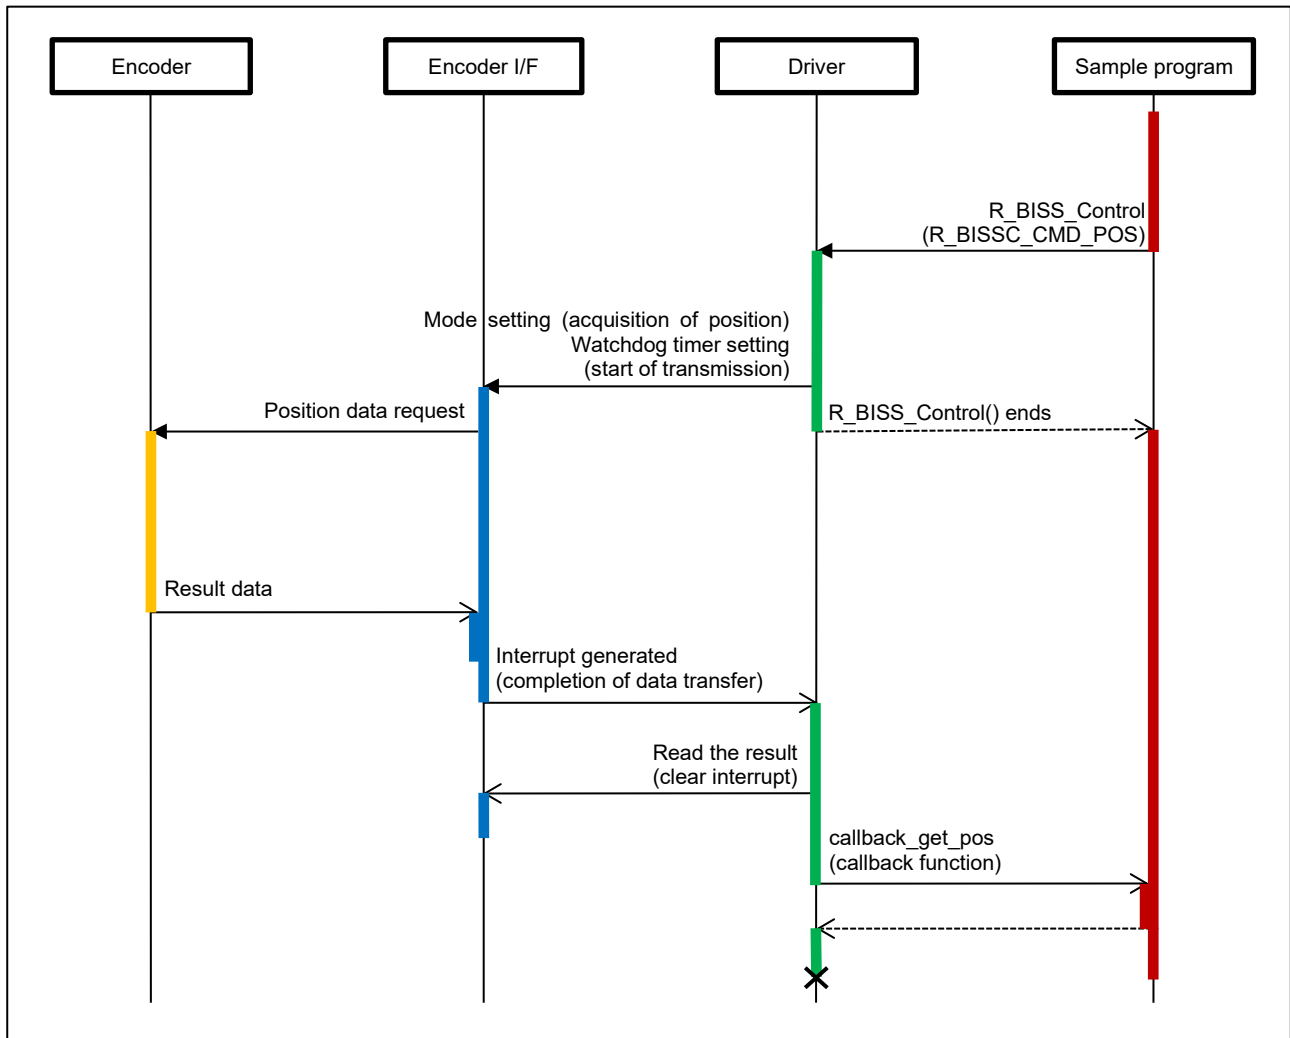 Encoder
Encoder I/F
Driver
Sample program
R_BISS_Control
(R_BISSC_CMD_POS)
Mode setting (acquisition of position)
Watchdog timer setting
(start of transmission)
Position data request
R_BISS_Control() ends
Result data
Interrupt generated
(completion of data transfer)
Read the result
(clear interrupt)
callback_get_pos
(callback function)